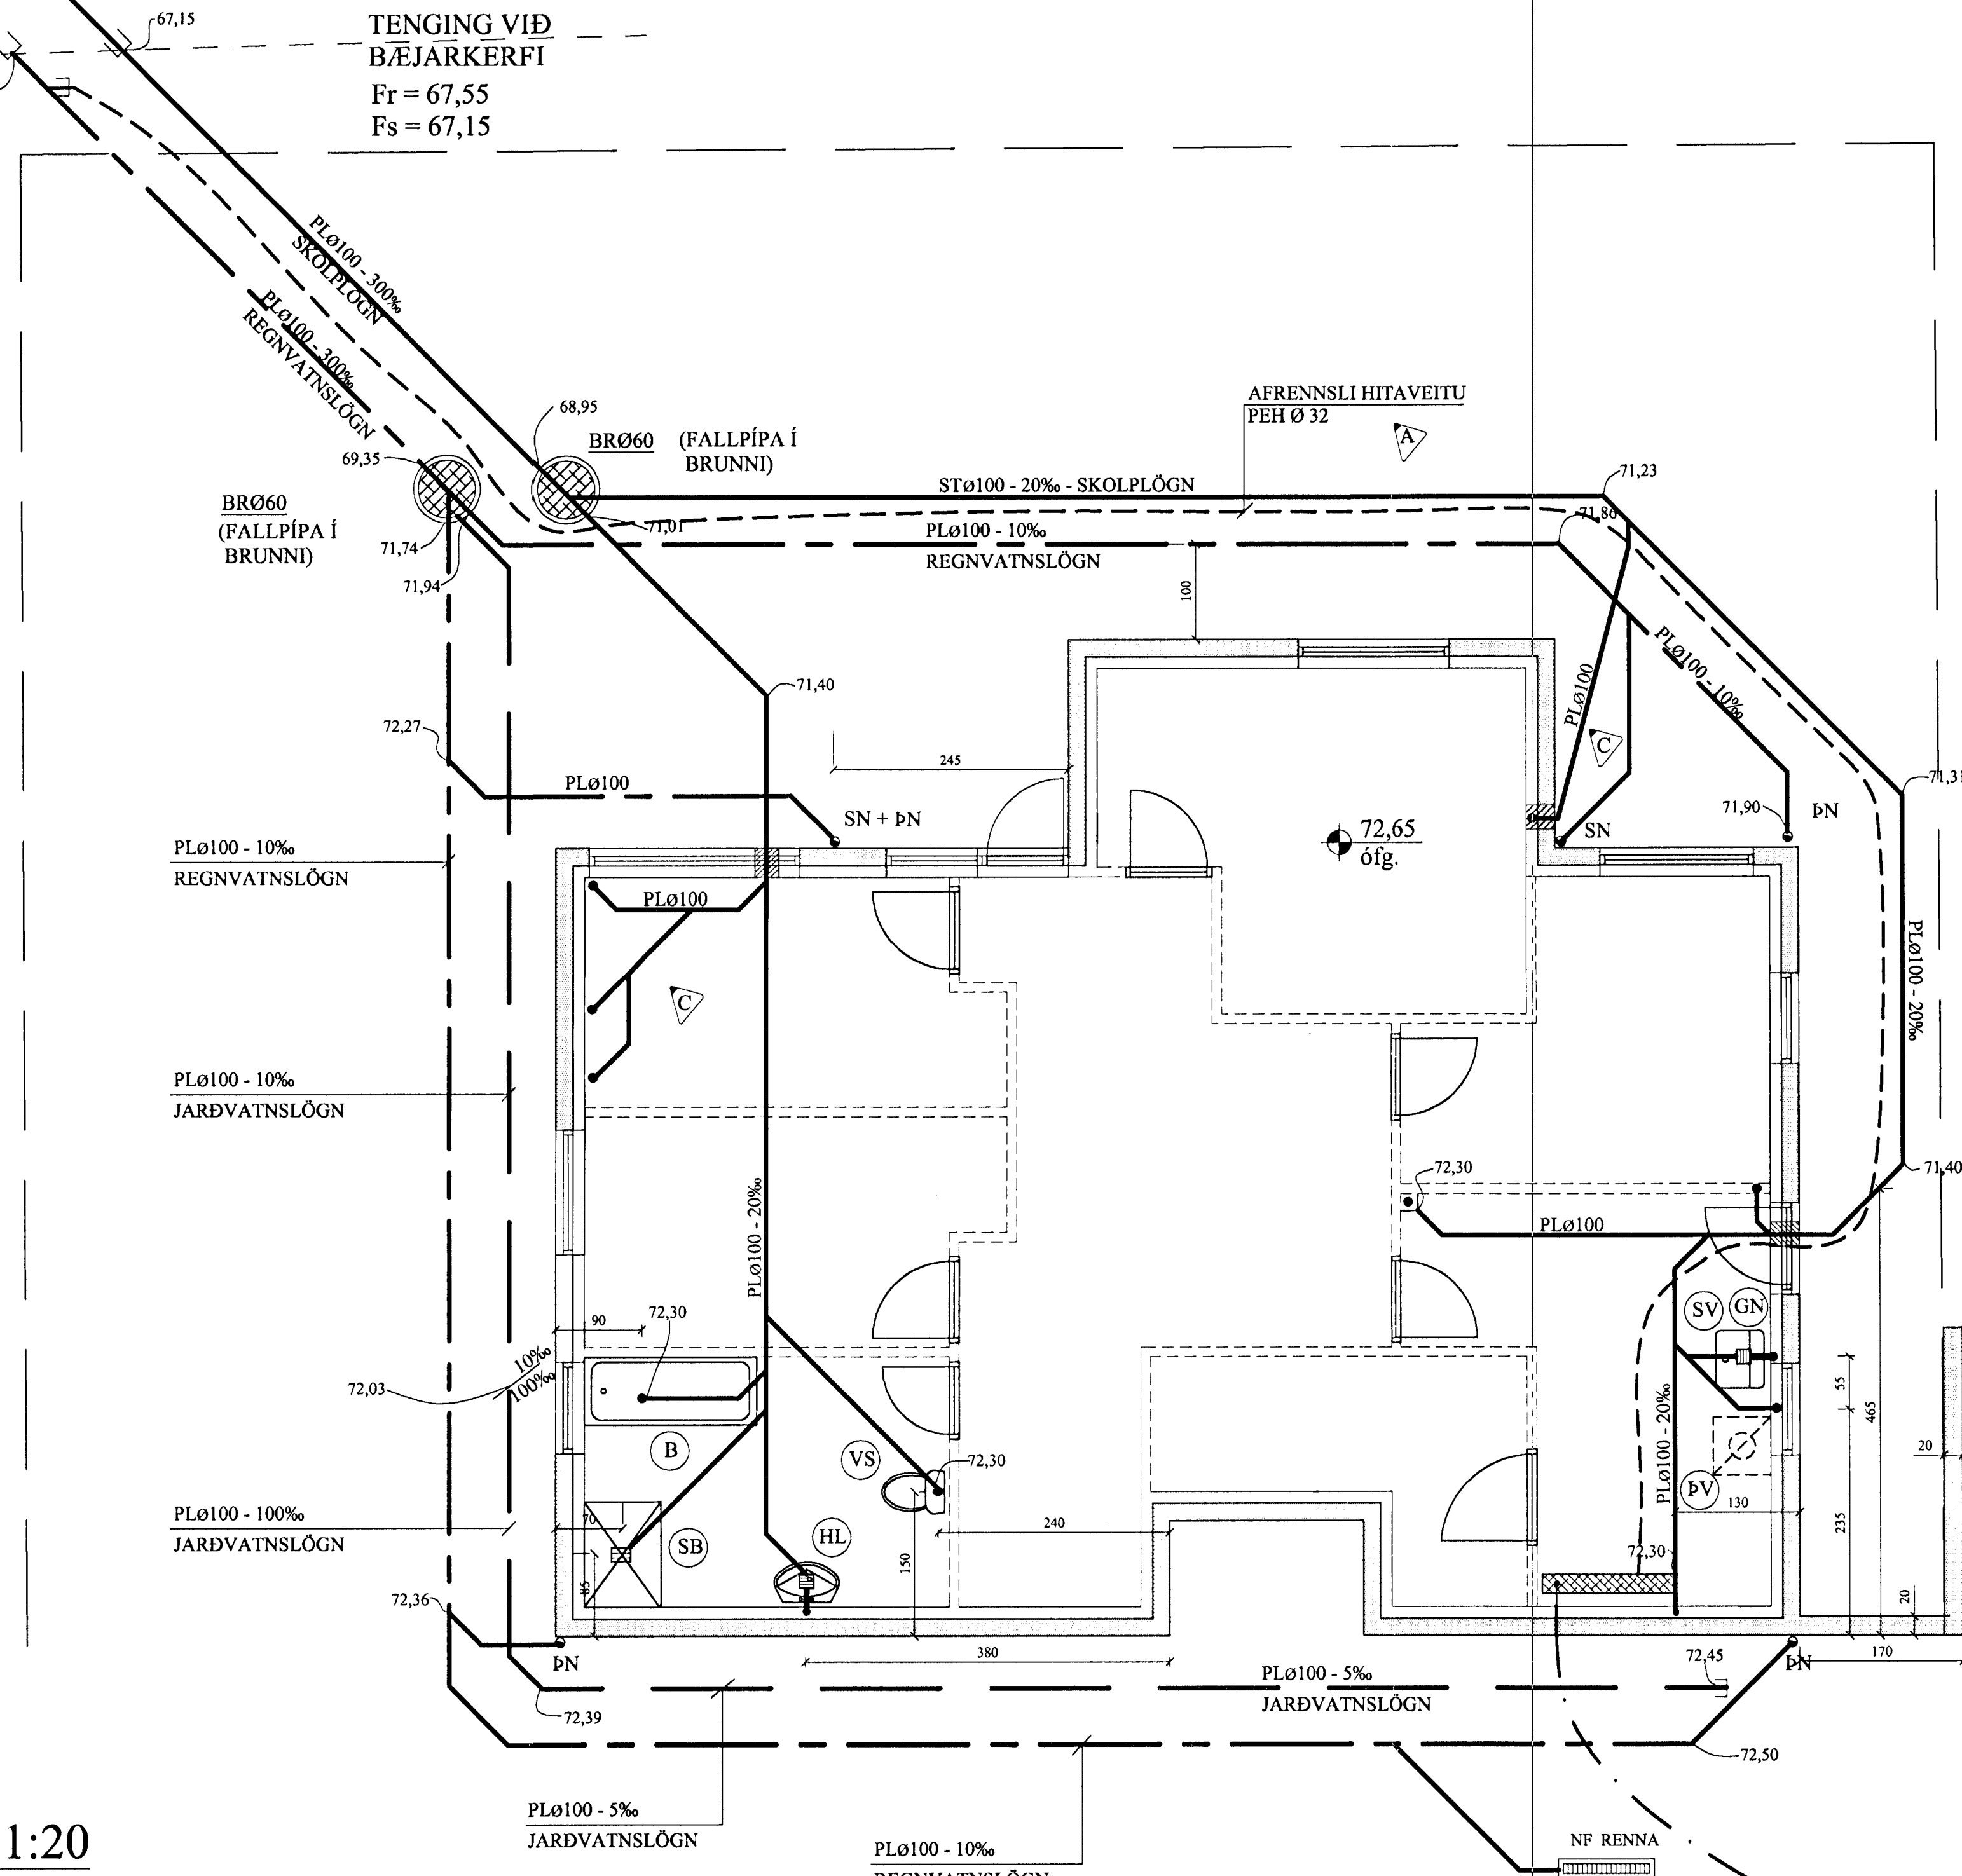 67,15
TENGING VIÐ
BÆJARKERFI
Fr = 67,55
Fs = 67,15
PLØ100 - 300‰
SKOLPLÖGN
PLØ100 - 300‰
REGNVATNSLÖGN
AFRENNSLI HITAVEITU
PEH Ø 32
A
68,95
BRØ60 (FALLPÍPA Í
BRUNNI)
69,35
BRØ60
(FALLPÍPA Í
BRUNNI)
71,23
STØ100 - 20‰ - SKOLPLÖGN
71,01
71,86
PLØ100 - 10‰
REGNVATNSLÖGN
71,74
71,94
100
PLØ100 - 10‰
PLØ100
71,40
72,27
C
245
PLØ100
71,90
ÞN
SN + ÞN
72,65
ófg.
SN
PLØ100 - 10‰
REGNVATNSLÖGN
PLØ100
PLØ100 - 20‰
C
PLØ100 - 10‰
JARÐVATNSLÖGN
72,30
71,40
PLØ100 - 20‰
PLØ100
90
72,30
SV
GN
10‰
100‰
72,03
55
465
PLØ100 - 20‰
B
VS
72,30
20
ÞV
130
PLØ100 - 100‰
JARÐVATNSLÖGN
70
SB
HL
240
235
72,30
150
85
72,36
20
ÞN
380
PLØ100 - 5‰
JARÐVATNSLÖGN
72,45
ÞN
170
72,39
72,50
PLØ100 - 5‰
JARÐVATNSLÖGN
1:20
PLØ100 - 10‰
REGNVATNSLÖGN
NF RENNA